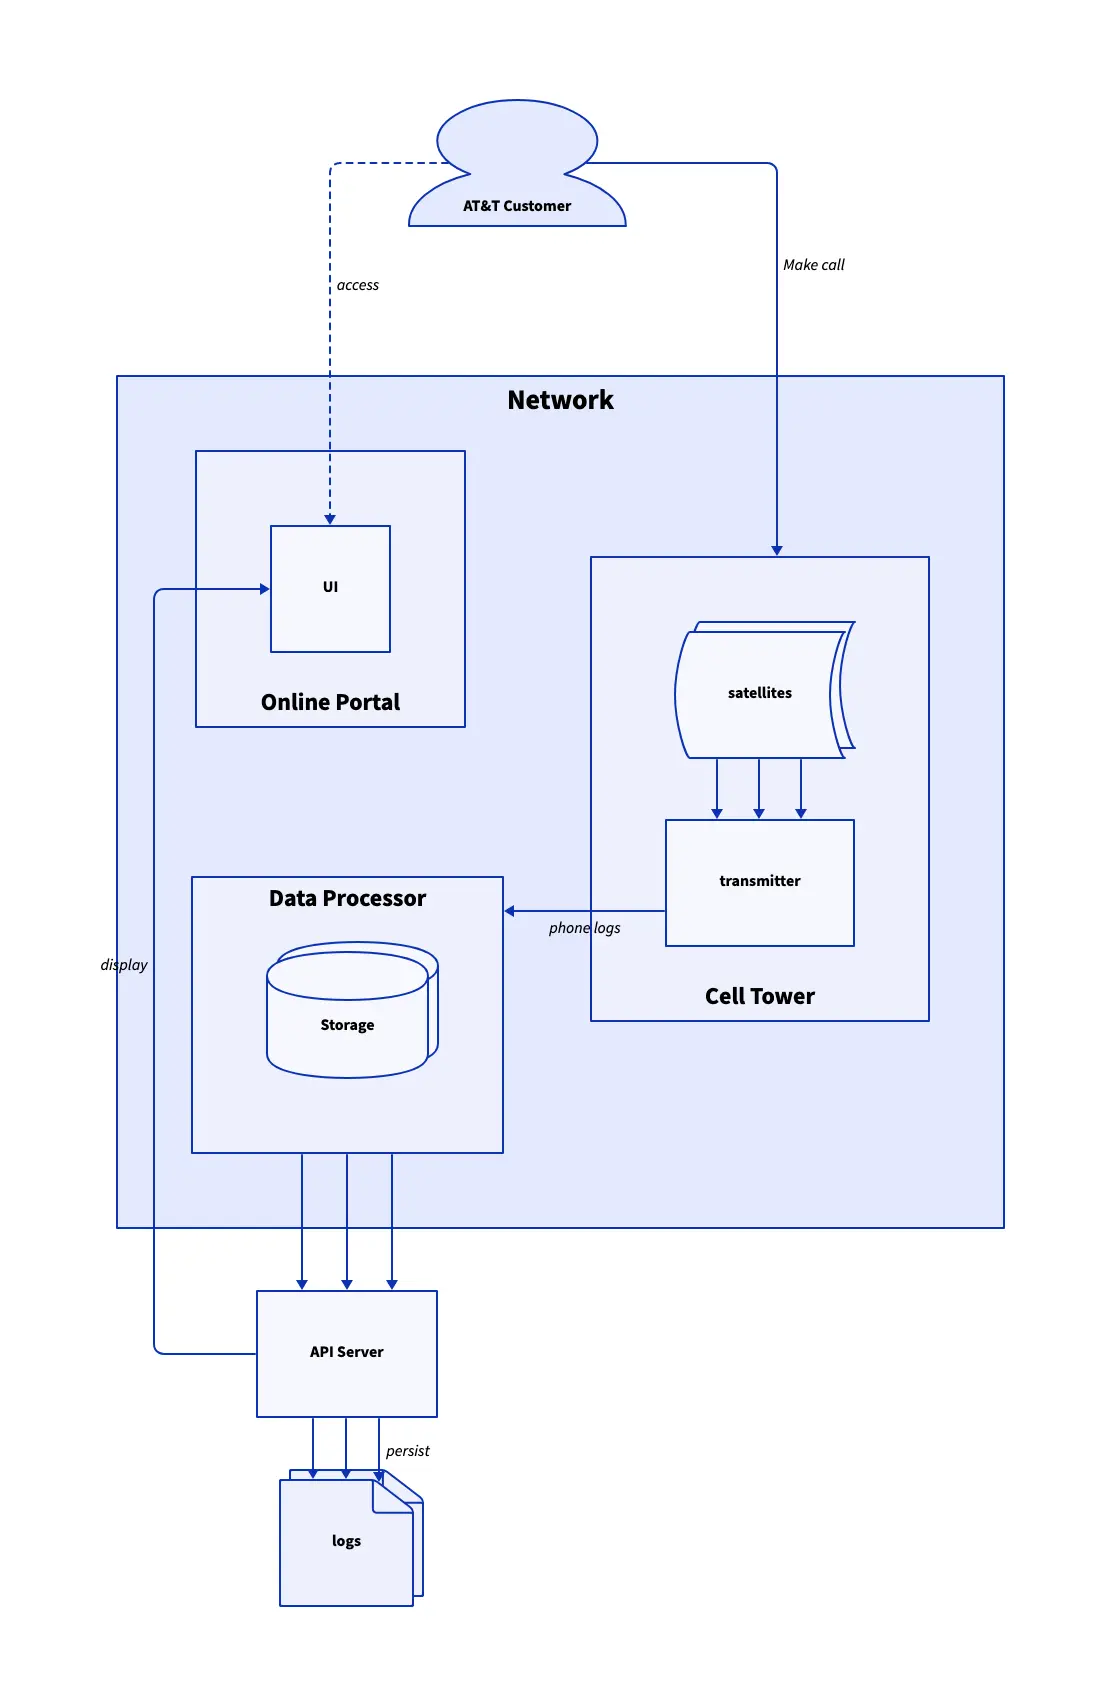 AT&T Customer
Make call
access
Network
UI
Online Portal
satellites
transmitter
Data Processor
phone logs
display
Cell Tower
Storage
API Server
persist
logs